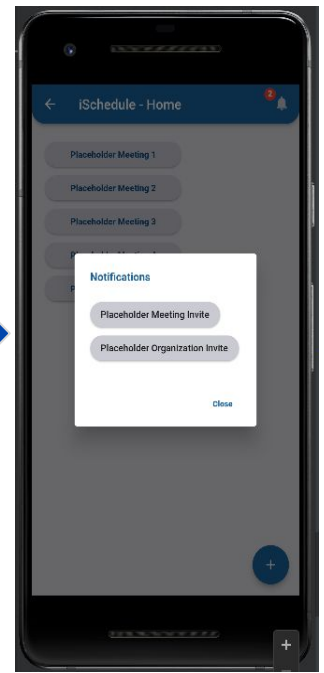 2
iSchedule - Home
Placeholder Meeting 1
Placeholder Meeting 2
Placeholder Meeting 3
Notifications
Placeholder Meeting Invite
Placeholder Organization Invite
Close
+
+